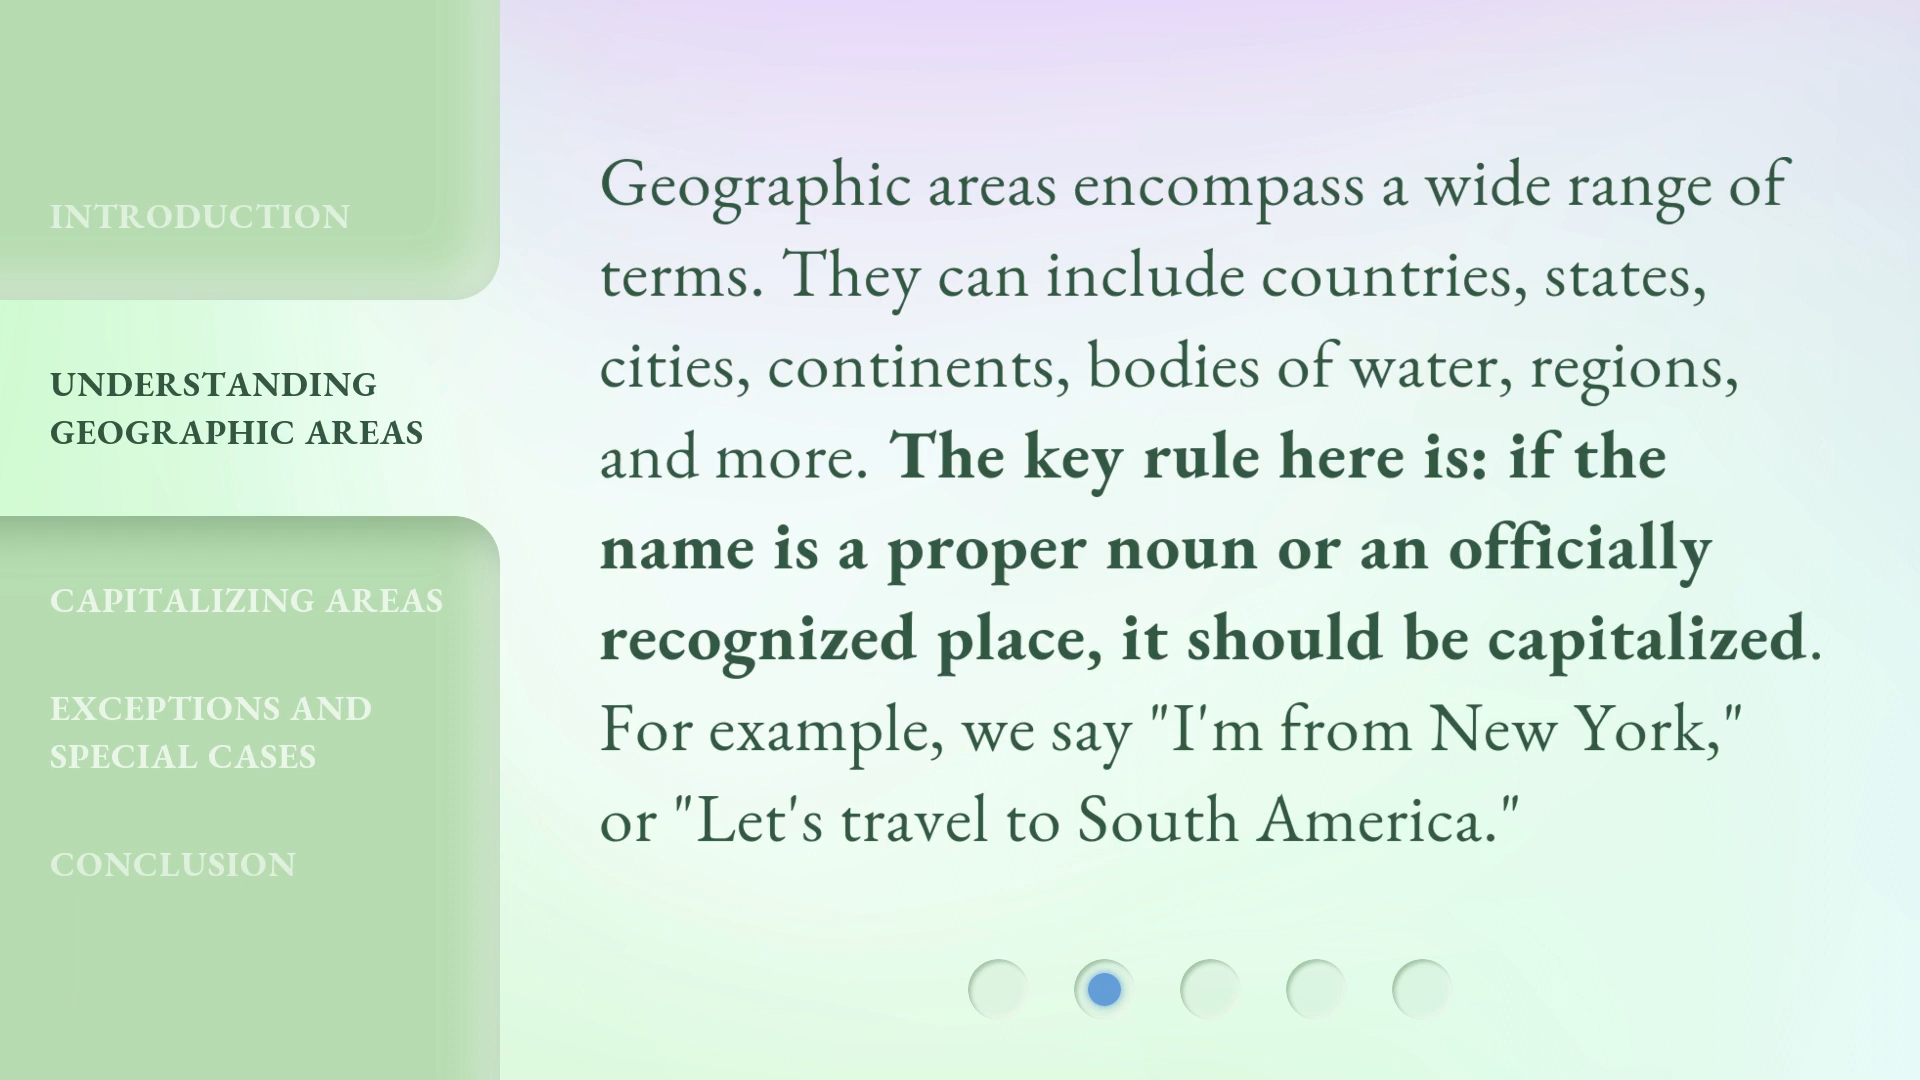 INTRODUCTION
UNDERSTANDING
GEOGRAPHIC AREAS
CAPITALIZING AREAS
EXCEPTIONS AND
SPECIAL CASES
CONCLUSION
Geographic areas encompass a wide range of
terms. They can include countries, states,
cities, continents, bodies of water, regions,
and more. The key rule here is: if the
name is a proper noun or an officially
recognized place, it should be capitalized.
For example, we say "I'm from New York,"
or "Let's travel to South America."